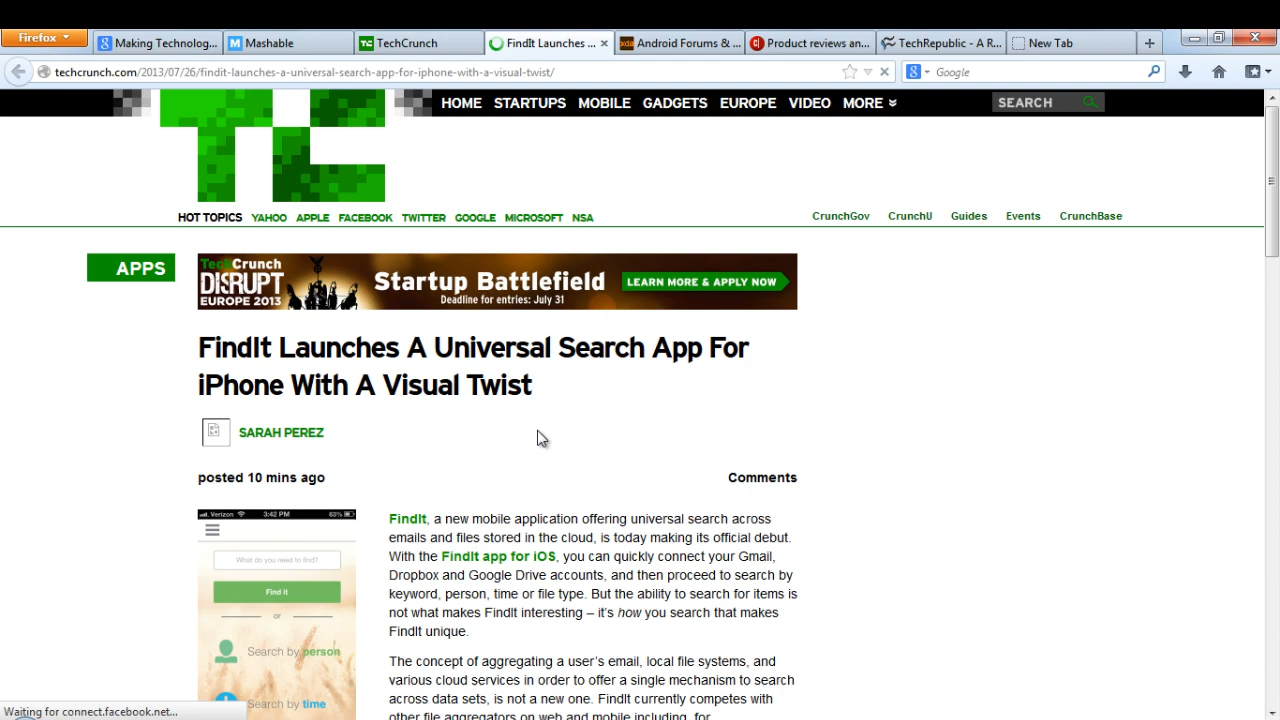 Firefox
Making Technolog...
Mashable
TechCrunch
FindIt Launches ...
Android Forums & ...
Product reviews an...
TechRepublic - A R...
New Tab
techcrunch.com/2013/07/26/findit-launches-a-universal-search-app-for-iphone-with-a-visual-twist/
Google
HOME STARTUPS MOBILE GADGETS EUROPE VIDEO MORE
SEARCH
HOT TOPICS YAHOO APPLE FACEBOOK TWITTER GOOGLE MICROSOFT NSA
CrunchGov CrunchU Guides Events CrunchBase
APPS
TechCrunch
DISRUPT
EUROPE 2013
Startup Battlefield
Deadline for entries: July 31
LEARN MORE & APPLY NOW
FindIt Launches A Universal Search App For
iPhone With A Visual Twist
SARAH PEREZ
posted 10 mins ago
Comments
Verizon 3:42 PM 63%
What do you need to find?
Find it
or
Search by person
Search by time
FindIt, a new mobile application offering universal search across
emails and files stored in the cloud, is today making its official debut.
With the FindIt app for iOS, you can quickly connect your Gmail,
Dropbox and Google Drive accounts, and then proceed to search by
keyword, person, time or file type. But the ability to search for items is
not what makes FindIt interesting – it's how you search that makes
FindIt unique.
The concept of aggregating a user's email, local file systems, and
various cloud services in order to offer a single mechanism to search
across data sets, is not a new one. FindIt currently competes with
other file aggregators on web and mobile including, for
Waiting for connect.facebook.net...